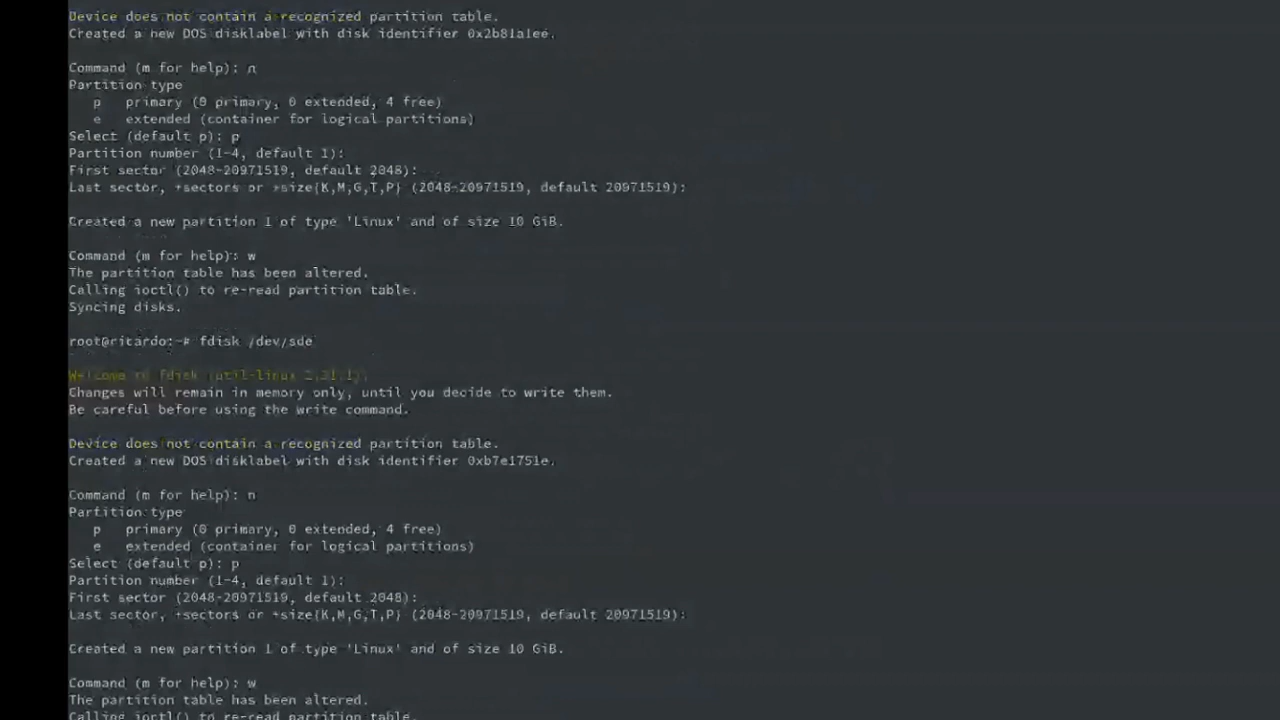 Device does not contain a recognized partition table.
Created a new DOS disklabel with disk identifier 0x2b81a1ee.
Command (m for help): n
Partition type
p primary (0 primary, 0 extended, 4 free)
e extended (container for logical partitions)
Select (default p): p
Partition number (1-4, default 1):
First sector (2048-20971519, default 2048):
Last sector, +sectors or +size{K,M,G,T,P} (2048-20971519, default 20971519):
Created a new partition 1 of type 'Linux' and of size 10 GiB.
Command (m for help): w
The partition table has been altered.
Calling ioctl() to re-read partition table.
Syncing disks.
root@ricardo:~# fdisk /dev/sde
Welcome to fdisk (util-linux 2.31.1).
Changes will remain in memory only, until you decide to write them.
Be careful before using the write command.
Device does not contain a recognized partition table.
Created a new DOS disklabel with disk identifier 0xb7e1751e.
Command (m for help): n
Partition type
p primary (0 primary, 0 extended, 4 free)
e extended (container for logical partitions)
Select (default p): p
Partition number (1-4, default 1):
First sector (2048-20971519, default 2048):
Last sector, +sectors or +size{K,M,G,T,P} (2048-20971519, default 20971519):
Created a new partition 1 of type 'Linux' and of size 10 GiB.
Command (m for help): w
The partition table has been altered.
Calling ioctl() to re-read partition table.